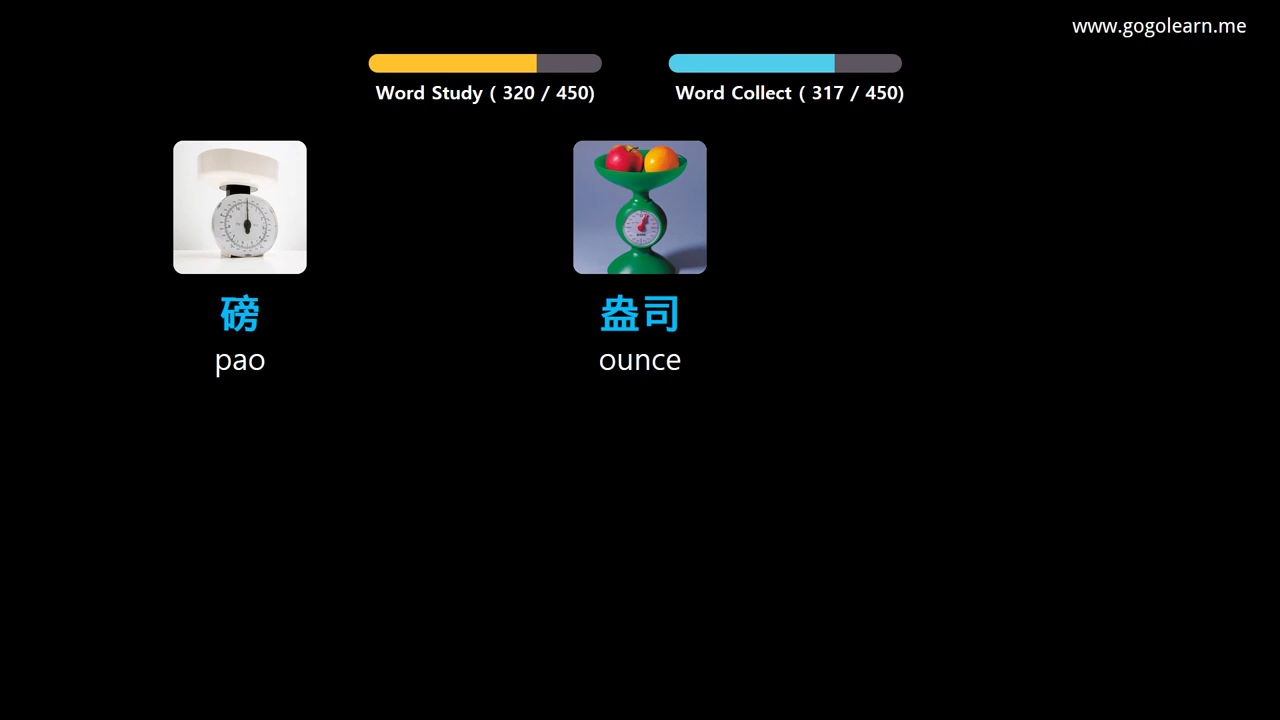 www.gogolearn.me
Word Study ( 320 / 450)
Word Collect ( 317 / 450)
磅
pao
盎司
ounce